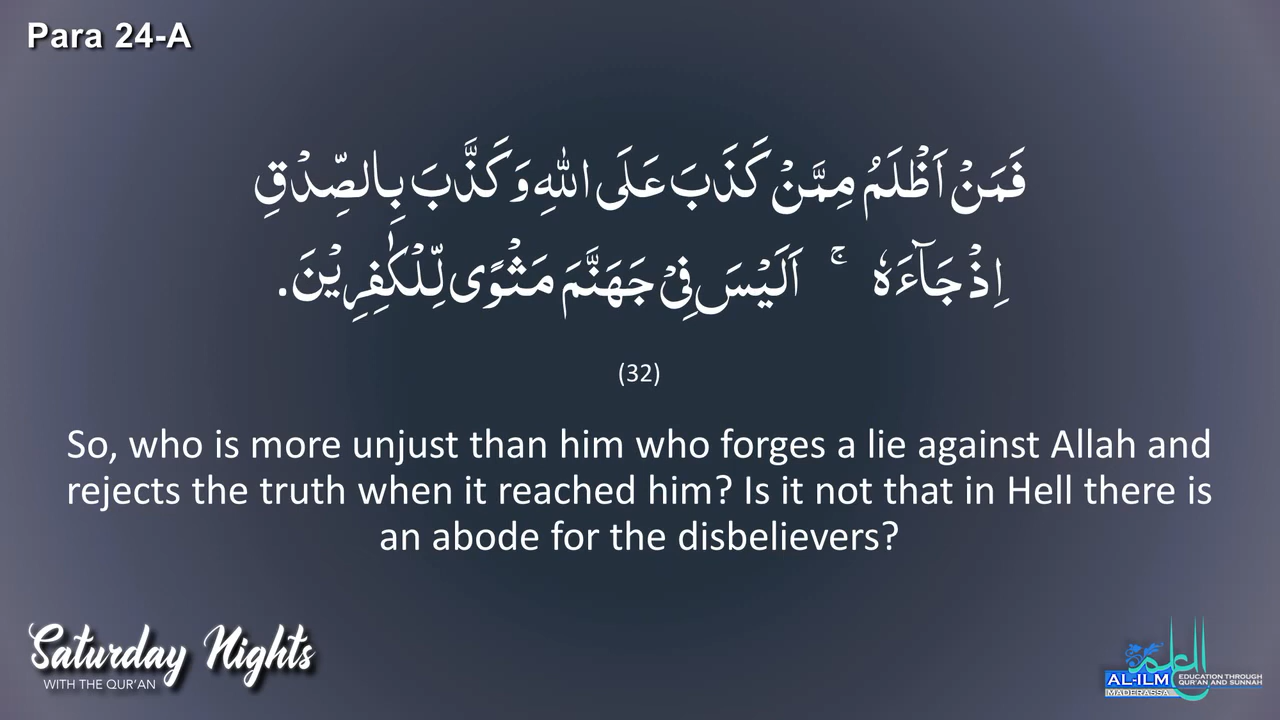 Para 24-A
فَمَنْ اَظْلَمُ مِمَّنْ كَذَبَ عَلَى اللهِ وَكَذَّبَ بِالصِّدْقِ
اِذْ جَآءَهٗ ۚ اَلَيْسَ فِيْ جَهَنَّمَ مَثْوًى لِّلْكٰفِرِيْنَ.
(32)
So, who is more unjust than him who forges a lie against Allah and
rejects the truth when it reached him? Is it not that in Hell there is
an abode for the disbelievers?
Saturday Nights
WITH THE QUR'AN
العلم
AL-ILM
MADERASSA
EDUCATION THROUGH
QUR'AN AND SUNNAH